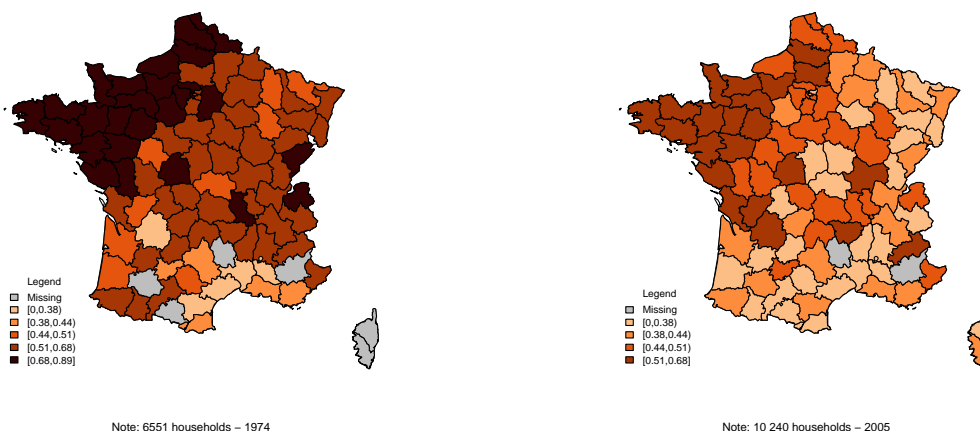 Legend
Missing
[0,0.38)
[0.38,0.44)
[0.44,0.51)
[0.51,0.68)
[0.68,0.89]
Note: 6551 households – 1974
Legend
Missing
[0,0.38)
[0.38,0.44)
[0.44,0.51)
[0.51,0.68]
Note: 10 240 households – 2005